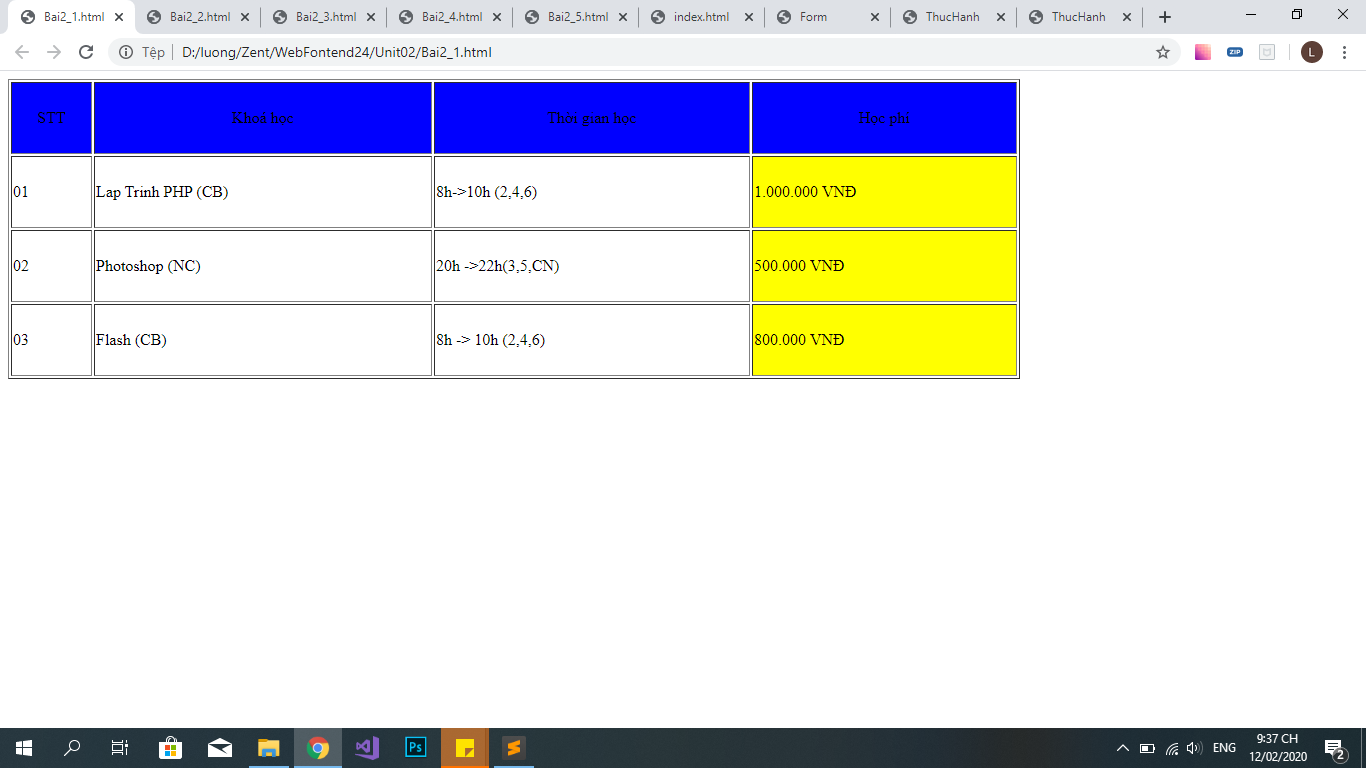 Bai2_1.html Bai2_2.html Bai2_3.html Bai2_4.html Bai2_5.html index.html Form ThucHanh ThucHanh
Tệp D:/luong/Zent/WebFontend24/Unit02/Bai2_1.html ZIP L
STT Khoá học Thời gian học Học phí
01 Lap Trinh PHP (CB) 8h->10h (2,4,6) 1.000.000 VNĐ
02 Photoshop (NC) 20h ->22h(3,5,CN) 500.000 VNĐ
03 Flash (CB) 8h -> 10h (2,4,6) 800.000 VNĐ
Ps ENG 9:37 CH
12/02/2020 2